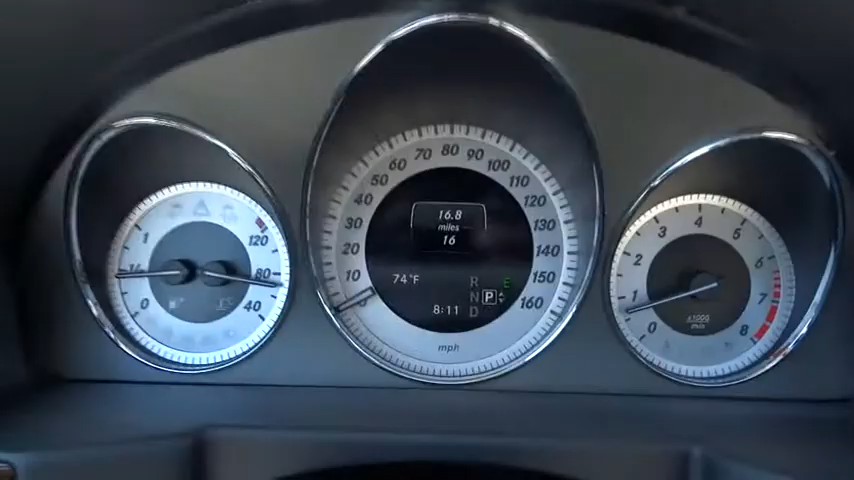 1
1/2
0
120
80
40
10 20 30 40 50 60 70 80 90 100 110 120 130 140 150 160
16.8
miles
16
74°F
8:11
R
N P
D
E
mph
0 1 2 3 4 5 6 7 8
x1000